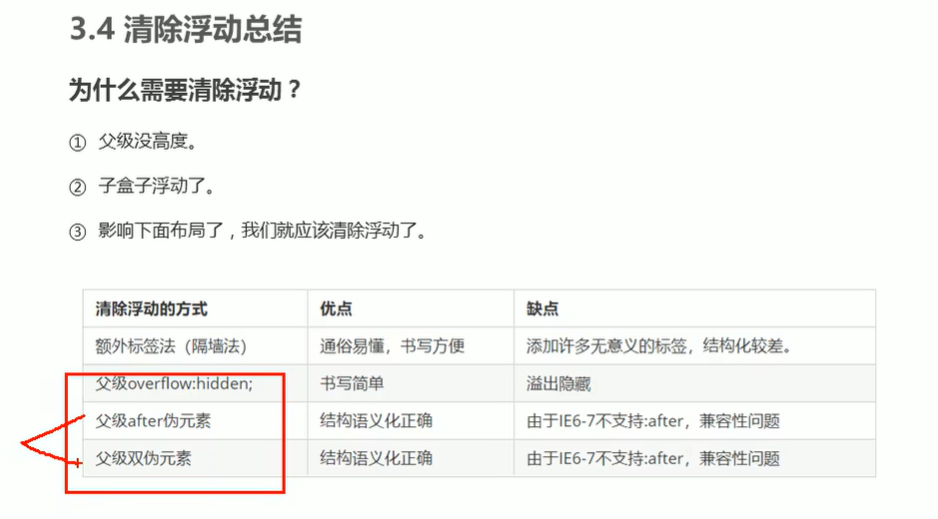 3.4 清除浮动总结
为什么需要清除浮动？
① 父级没高度。
② 子盒子浮动了。
③ 影响下面布局了，我们就应该清除浮动了。
清除浮动的方式 优点 缺点
额外标签法（隔墙法） 通俗易懂，书写方便 添加许多无意义的标签，结构化较差。
父级overflow:hidden; 书写简单 溢出隐藏
父级after伪元素 结构语义化正确 由于IE6-7不支持:after，兼容性问题
父级双伪元素 结构语义化正确 由于IE6-7不支持:after，兼容性问题